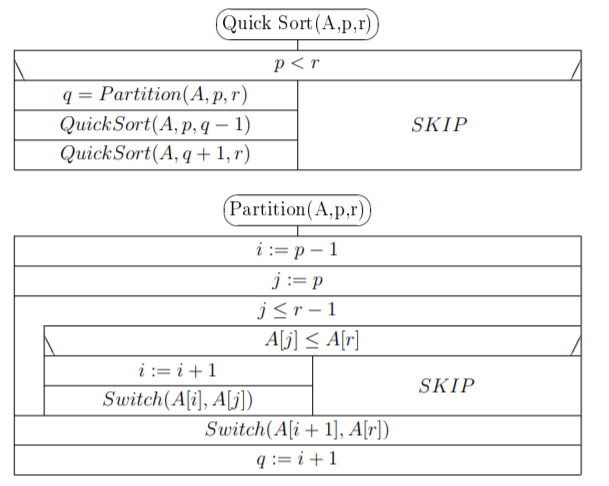 Quick Sort(A,p,r)
p < r
q = Partition(A, p, r)
QuickSort(A, p, q − 1)
SKIP
QuickSort(A, q + 1, r)
Partition(A,p,r)
i := p − 1
j := p
j ≤ r − 1
A[j] ≤ A[r]
i := i + 1
SKIP
Switch(A[i], A[j])
Switch(A[i + 1], A[r])
q := i + 1